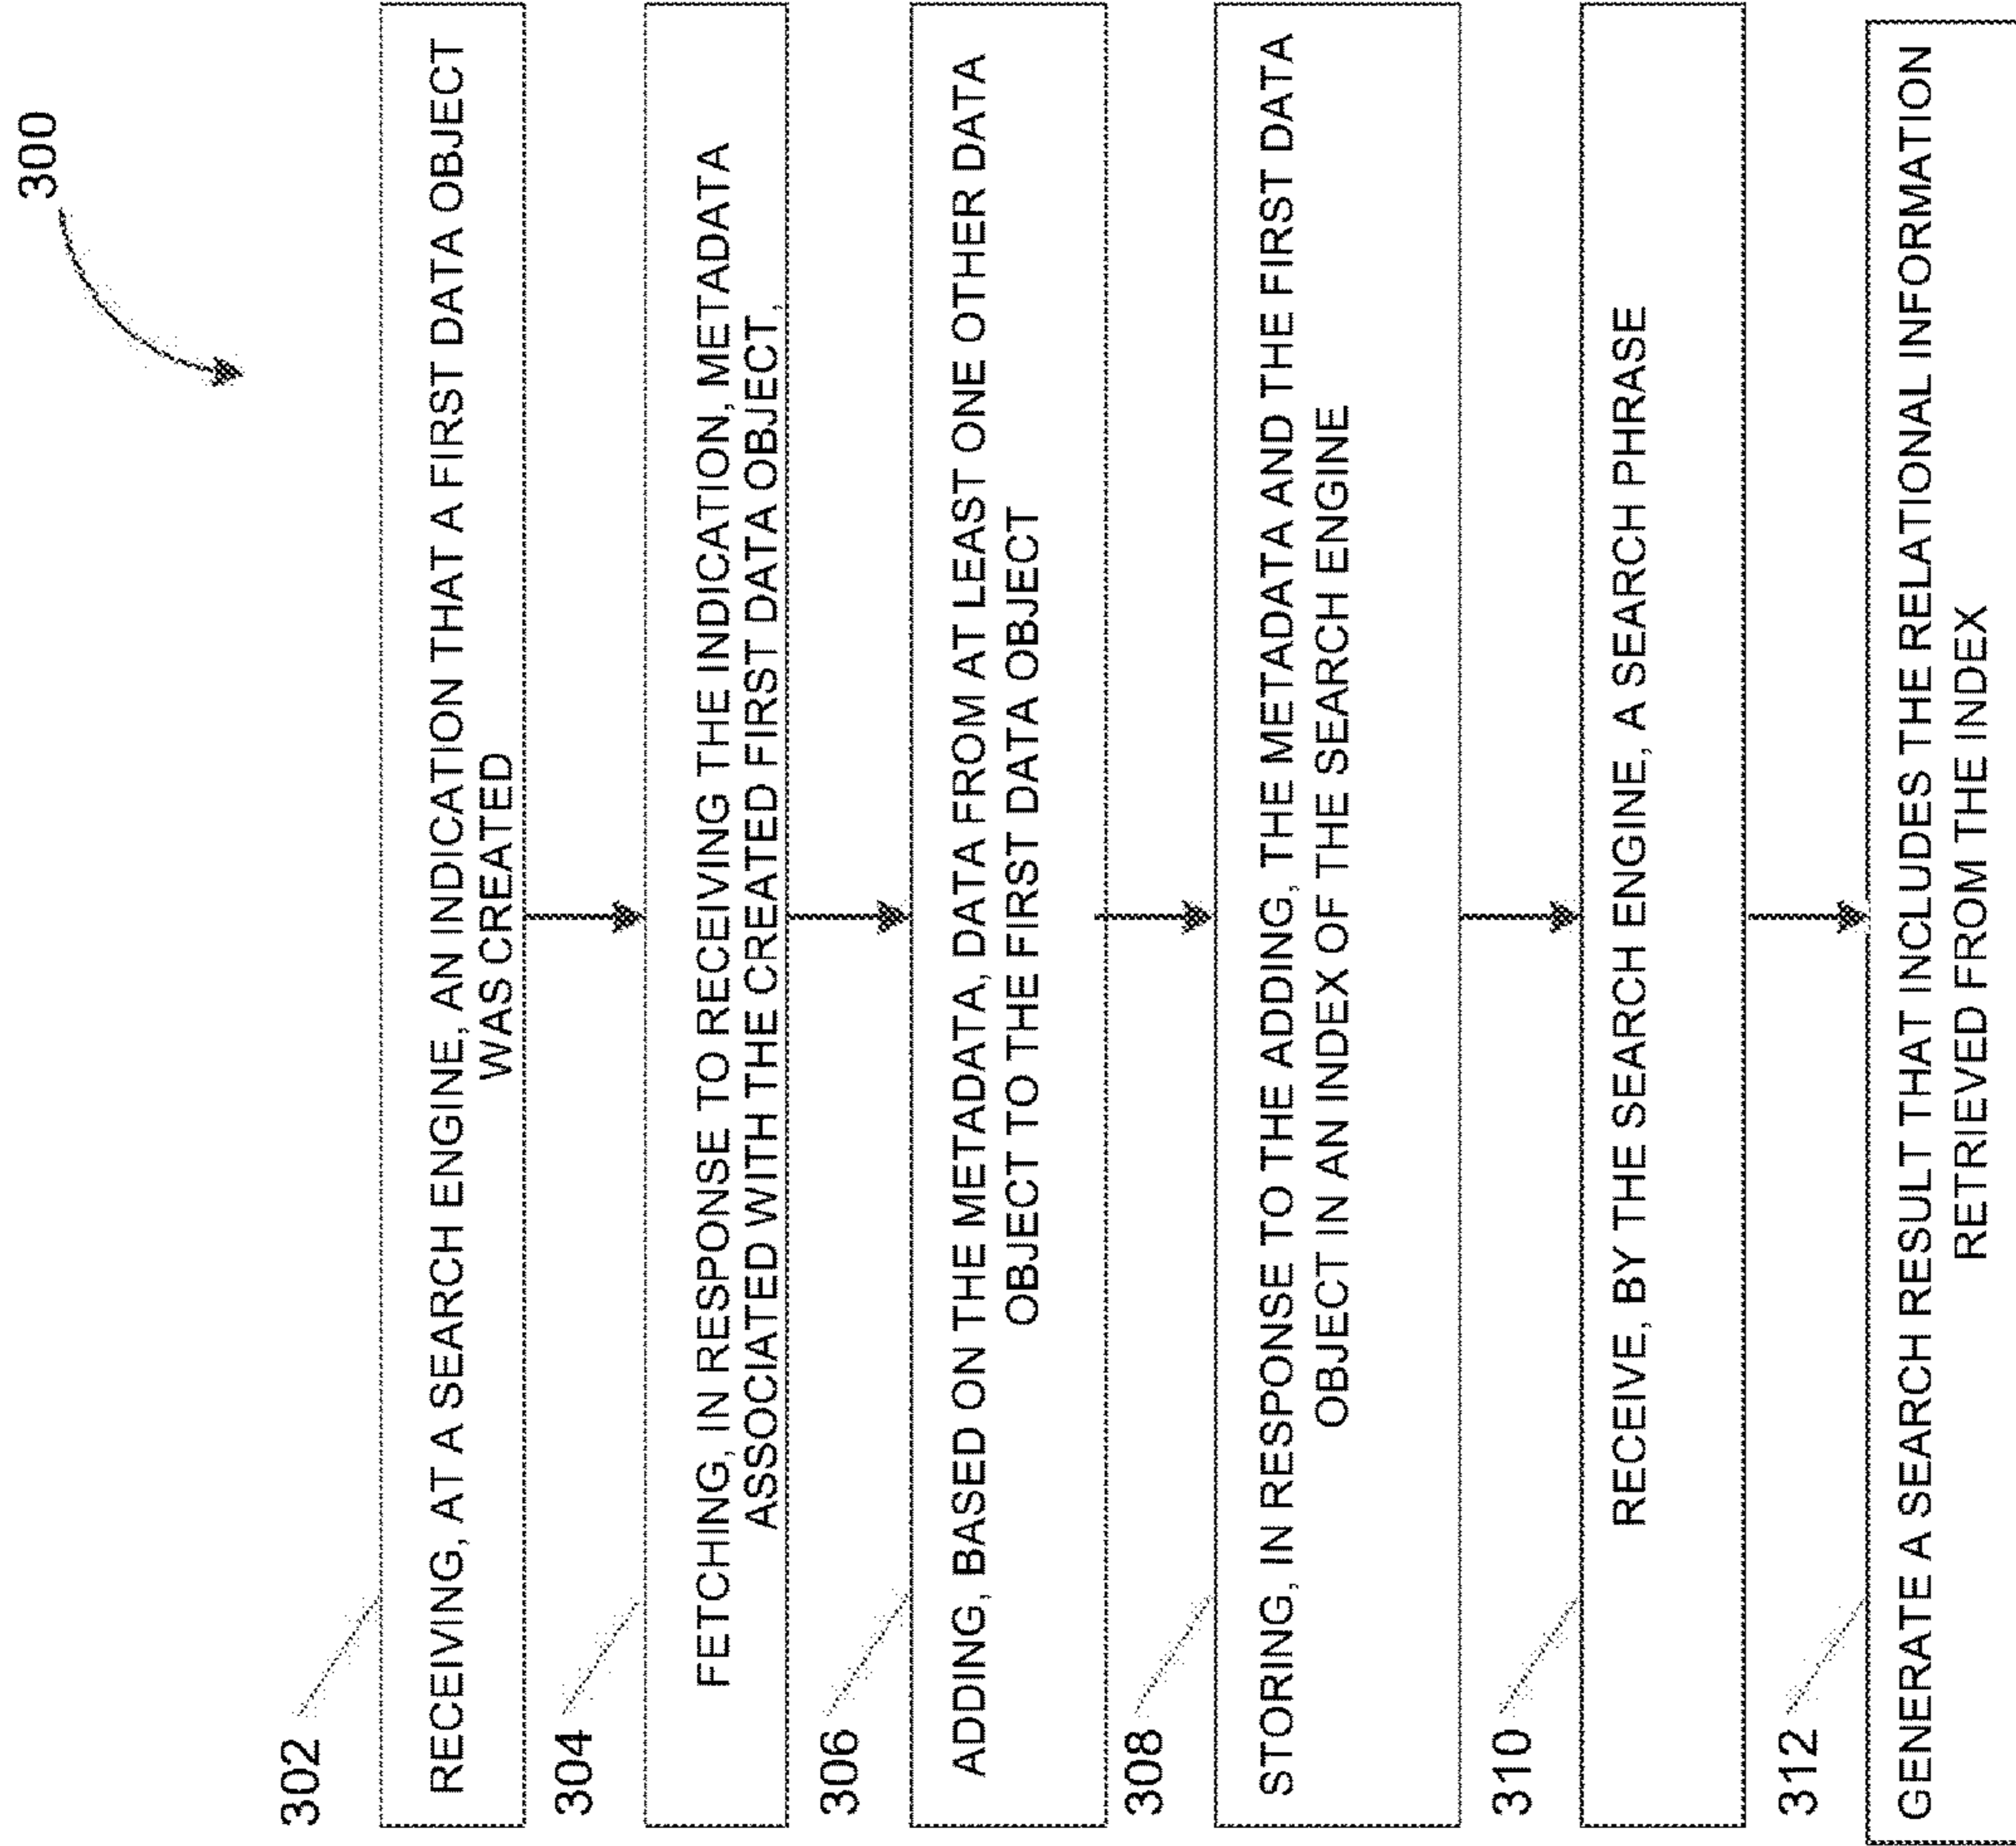 300
302
RECEIVING, AT A SEARCH ENGINE, AN INDICATION THAT A FIRST DATA OBJECT
WAS CREATED
304
FETCHING, IN RESPONSE TO RECEIVING THE INDICATION, METADATA
ASSOCIATED WITH THE CREATED FIRST DATA OBJECT,
306
ADDING, BASED ON THE METADATA, DATA FROM AT LEAST ONE OTHER DATA
OBJECT TO THE FIRST DATA OBJECT
308
STORING, IN RESPONSE TO THE ADDING, THE METADATA AND THE FIRST DATA
OBJECT IN AN INDEX OF THE SEARCH ENGINE
310
RECEIVE, BY THE SEARCH ENGINE, A SEARCH PHRASE
312
GENERATE A SEARCH RESULT THAT INCLUDES THE RELATIONAL INFORMATION
RETRIEVED FROM THE INDEX